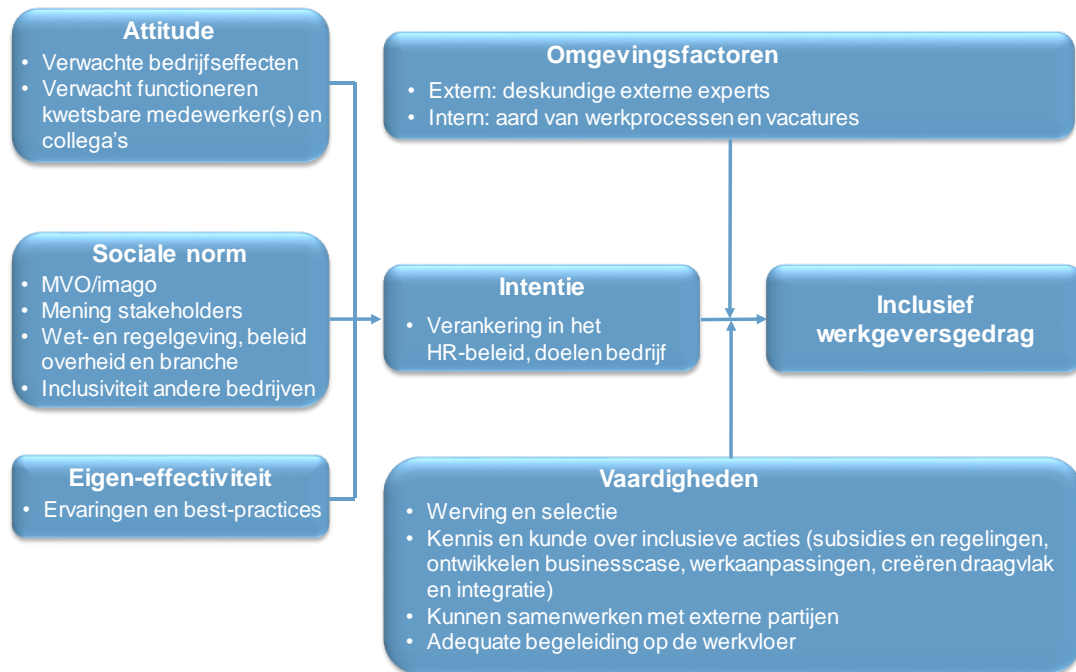 Attitude
• Verwachte bedrijfseffecten
• Verwacht functioneren
kwetsbare medewerker(s) en
collega's
Omgevingsfactoren
• Extern: deskundige externe experts
• Intern: aard van werkprocessen en vacatures
Sociale norm
• MVO/imago
• Mening stakeholders
• Wet- en regelgeving, beleid
overheid en branche
• Inclusiviteit andere bedrijven
Intentie
• Verankering in het
HR-beleid, doelen bedrijf
Inclusief
werkgeversgedrag
Eigen-effectiviteit
• Ervaringen en best-practices
Vaardigheden
• Werving en selectie
• Kennis en kunde over inclusieve acties (subsidies en regelingen,
ontwikkelen businesscase, werkaanpassingen, creëren draagvlak
en integratie)
• Kunnen samenwerken met externe partijen
• Adequate begeleiding op de werkvloer